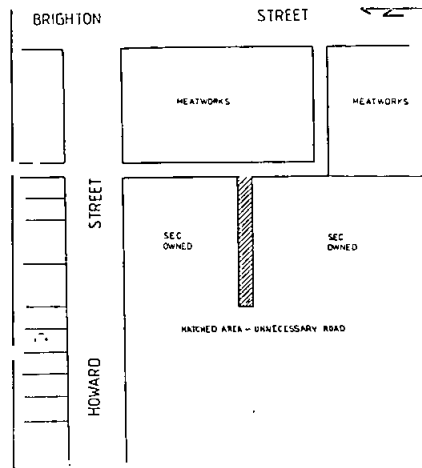 BRIGHTON STREET
MEATWORKS
MEATWORKS
STREET
SEC
OWNED
SEC
OWNED
HATCHED AREA - UNNECESSARY ROAD
HOWARD